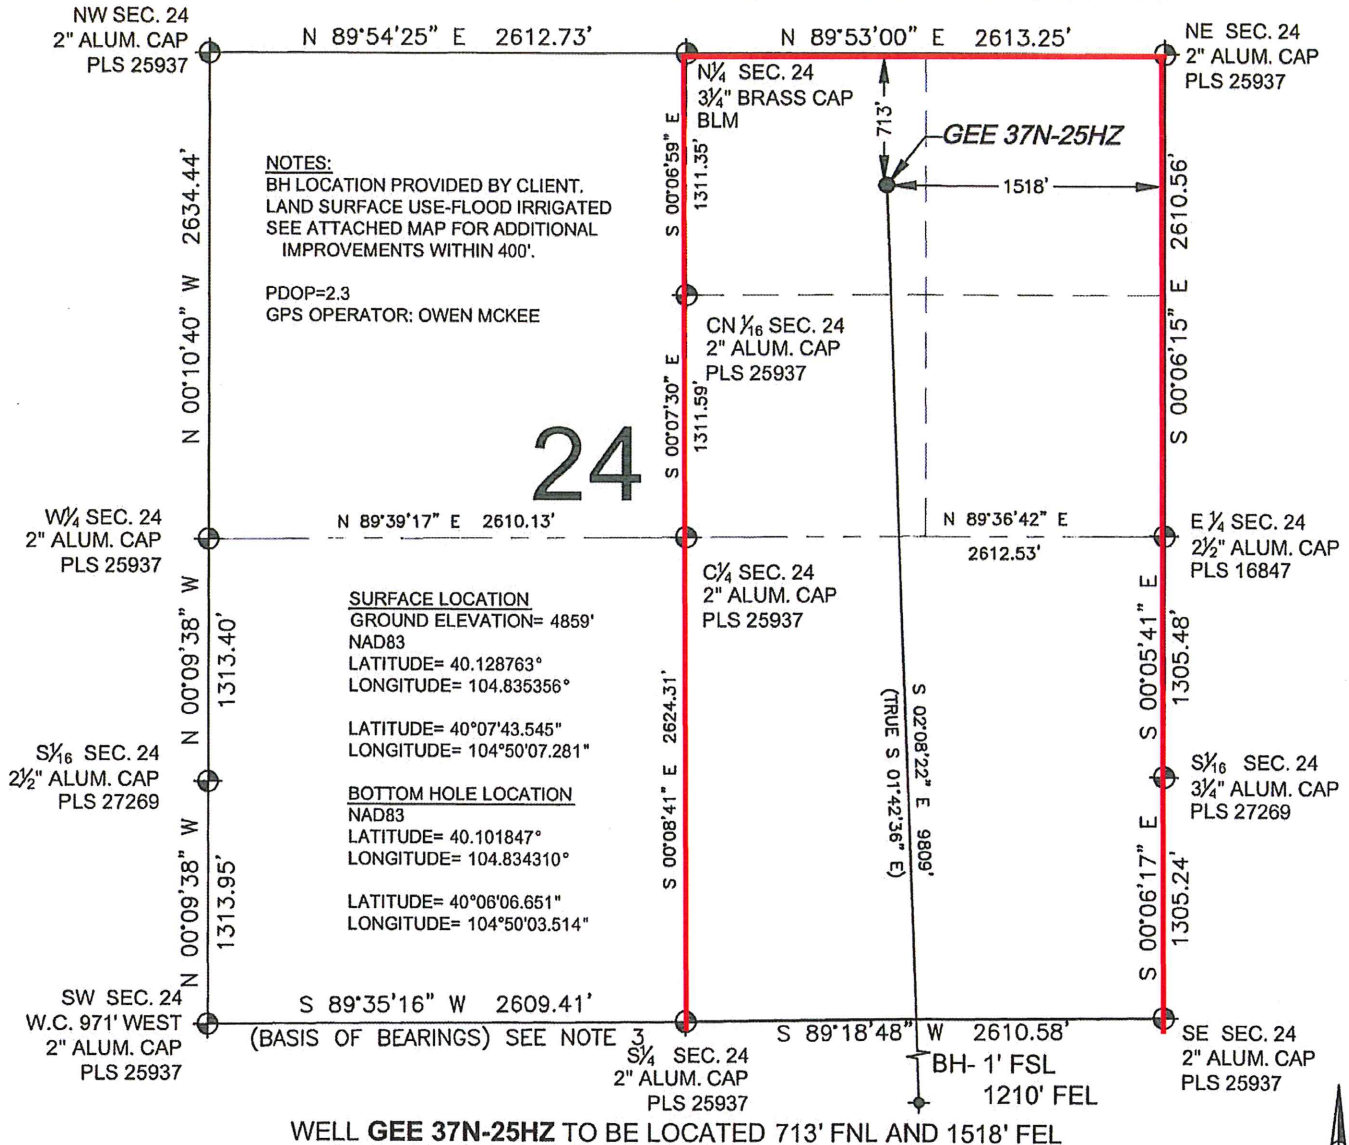 NW SEC. 24
2" ALUM. CAP
PLS 25937
N 89°54'25" E 2612.73'
N 89°53'00" E 2613.25'
NE SEC. 24
2" ALUM. CAP
PLS 25937
N¼ SEC. 24
3¼" BRASS CAP
BLM
713'
GEE 37N-25HZ
1518'
N 00°10'40" W 2634.44'
NOTES:
BH LOCATION PROVIDED BY CLIENT.
LAND SURFACE USE-FLOOD IRRIGATED
SEE ATTACHED MAP FOR ADDITIONAL
IMPROVEMENTS WITHIN 400'.
PDOP=2.3
GPS OPERATOR: OWEN MCKEE
S 00°06'59" E
1311.35'
S 00°06'15" E 2610.56'
CN 1⁄16 SEC. 24
2" ALUM. CAP
PLS 25937
S 00°07'30" E
1311.59'
24
W¼ SEC. 24
2" ALUM. CAP
PLS 25937
N 89°39'17" E 2610.13'
N 89°36'42" E
2612.53'
E ¼ SEC. 24
2½" ALUM. CAP
PLS 16847
C¼ SEC. 24
2" ALUM. CAP
PLS 25937
N 00°09'38" W
1313.40'
SURFACE LOCATION
GROUND ELEVATION= 4859'
NAD83
LATITUDE= 40.128763°
LONGITUDE= 104.835356°
LATITUDE= 40°07'43.545"
LONGITUDE= 104°50'07.281"
S 00°08'41" E 2624.31'
S 02°08'22" E 9809'
(TRUE S 01°42'36" E)
S 00°05'41" E
1305.48'
S1⁄16 SEC. 24
2½" ALUM. CAP
PLS 27269
S1⁄16 SEC. 24
3¼" ALUM. CAP
PLS 27269
BOTTOM HOLE LOCATION
NAD83
LATITUDE= 40.101847°
LONGITUDE= 104.834310°
LATITUDE= 40°06'06.651"
LONGITUDE= 104°50'03.514"
N 00°09'38" W
1313.95'
S 00°06'17" E
1305.24'
SW SEC. 24
W.C. 971' WEST
2" ALUM. CAP
PLS 25937
S 89°35'16" W 2609.41'
(BASIS OF BEARINGS) SEE NOTE 3
S¼ SEC. 24
2" ALUM. CAP
PLS 25937
S 89°18'48" W 2610.58'
SE SEC. 24
2" ALUM. CAP
PLS 25937
BH- 1' FSL
1210' FEL
WELL GEE 37N-25HZ TO BE LOCATED 713' FNL AND 1518' FEL